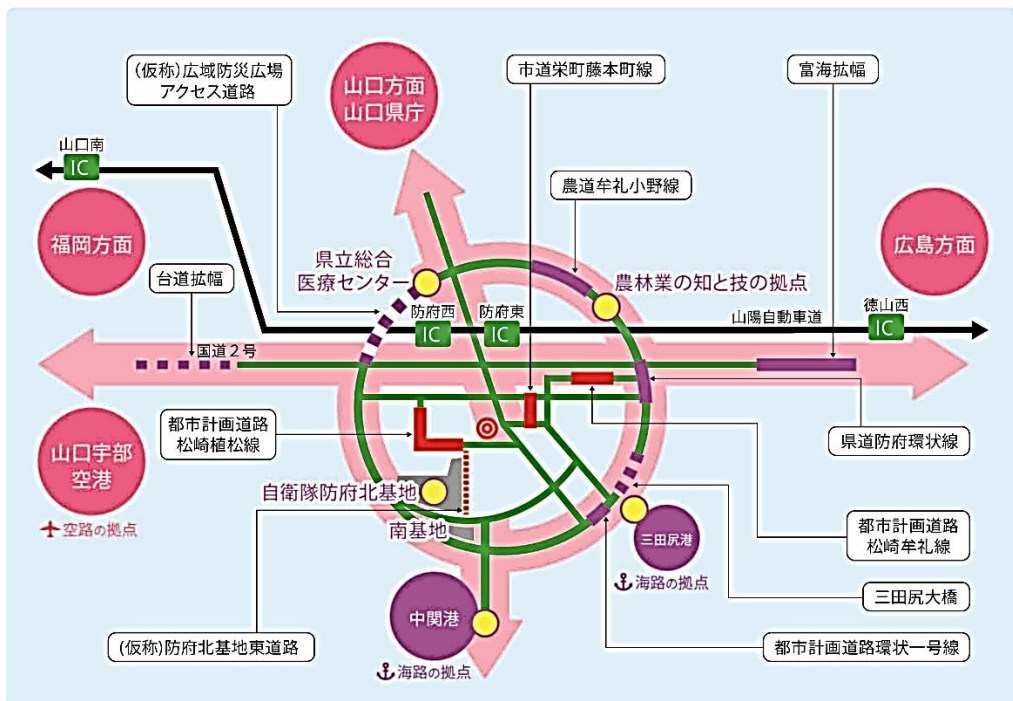 (仮称)広域防災広場
アクセス道路
山口方面
山口県庁
市道栄町藤本町線
富海拡幅
山口南
IC
農道牟礼小野線
福岡方面
広島方面
県立総合
医療センター
農林業の知と技の拠点
台道拡幅
防府西
IC
防府東
IC
山陽自動車道
徳山西
IC
国道2号
都市計画道路
松崎植松線
県道防府環状線
山口宇部
空港
空路の拠点
自衛隊防府北基地
南基地
三田尻港
海路の拠点
都市計画道路
松崎牟礼線
中関港
海路の拠点
三田尻大橋
(仮称)防府北基地東道路
都市計画道路環状一号線